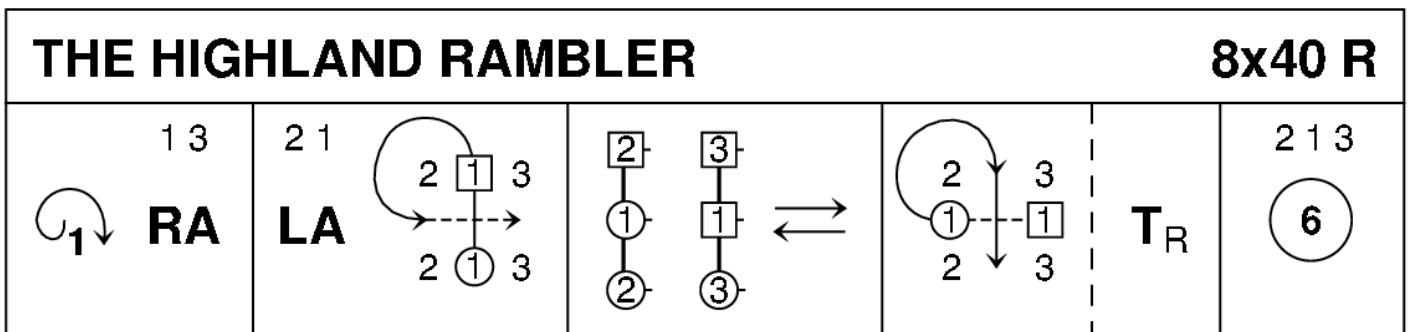 THE HIGHLAND RAMBLER 8x40 R
1 3 2 1 2 1 3
2 1 3 2 3 2 3
1 RA LA 1 1 1 1 T R 6
2 1 3 2 3 2 3